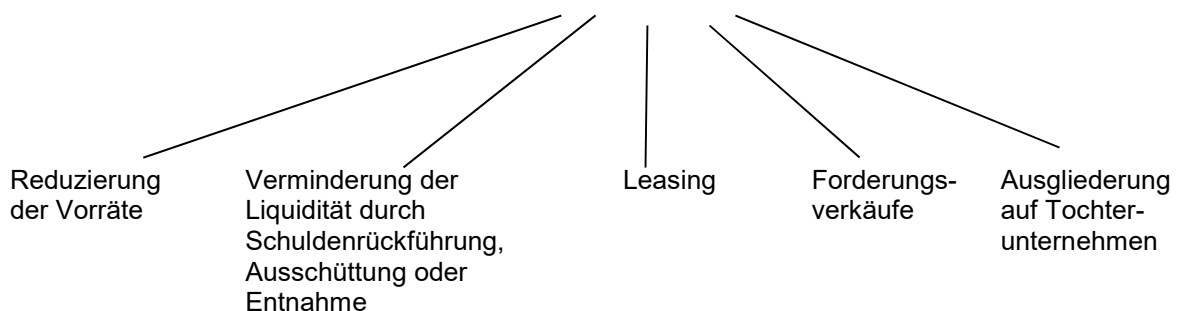 Reduzierung
der Vorräte
Verminderung der
Liquidität durch
Schuldenrückführung,
Ausschüttung oder
Entnahme
Leasing
Forderungs-
verkäufe
Ausgliederung
auf Tochter-
unternehmen